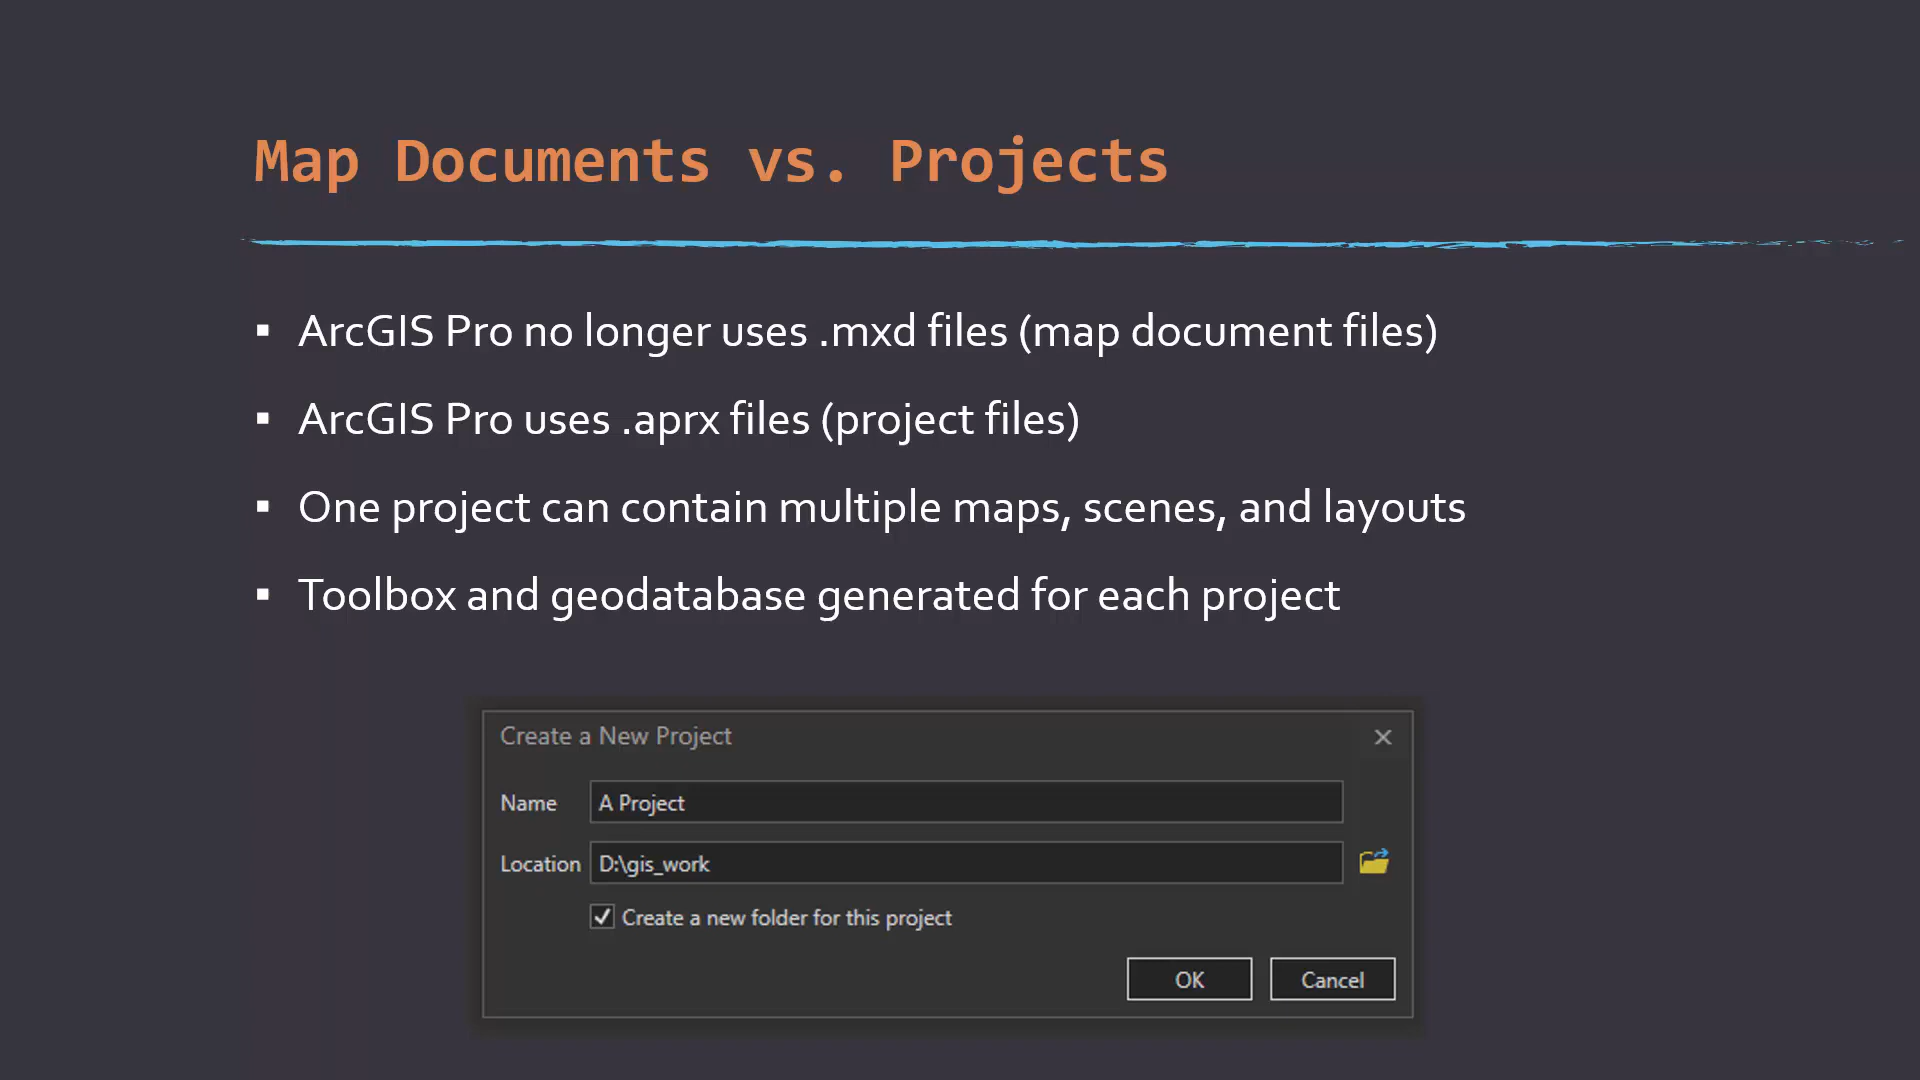 Map Documents vs. Projects
▪ ArcGIS Pro no longer uses .mxd files (map document files)
▪ ArcGIS Pro uses .aprx files (project files)
▪ One project can contain multiple maps, scenes, and layouts
▪ Toolbox and geodatabase generated for each project
Create a New Project
Name A Project
Location D:\gis_work
Create a new folder for this project
OK Cancel